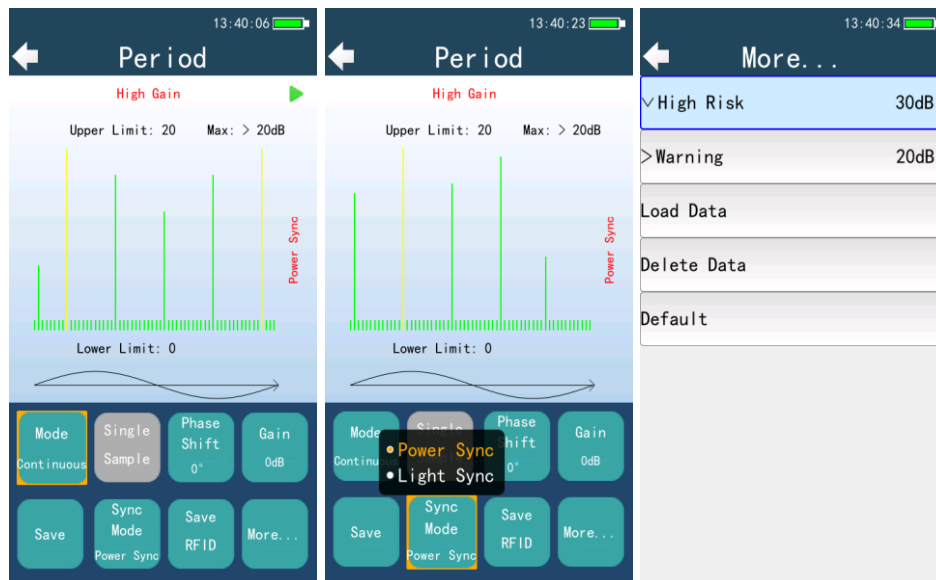 13:40:06
Period
High Gain
Upper Limit: 20 Max: > 20dB
Power Sync
Lower Limit: 0
Mode
Continuous
Single
Sample
Phase
Shift
0°
Gain
0dB
Save
Sync
Mode
Power Sync
Save
RFID
More...
13:40:23
Period
High Gain
Upper Limit: 20 Max: > 20dB
Power Sync
Lower Limit: 0
Mode
Continuous
Single
Phase
Shift
0°
Gain
0dB
Power Sync
Light Sync
Save
Sync
Mode
Power Sync
Save
RFID
More...
13:40:34
More...
High Risk 30dB
>Warning 20dB
Load Data
Delete Data
Default